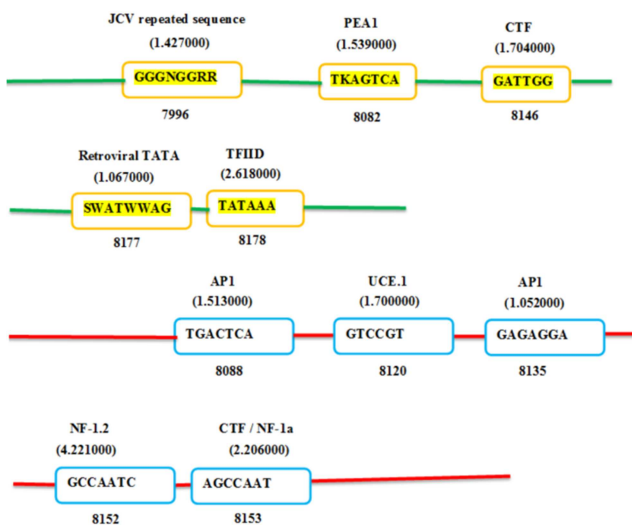 JCV repeated sequence PEA1 CTF
(1.427000) (1.539000) (1.704000)
GGGNGGRR TKAGTCA GATTGG
7996 8082 8146
Retroviral TATA TFIID
(1.067000) (2.618000)
SWATWWAG TATAAA
8177 8178
AP1 UCE.1 AP1
(1.513000) (1.700000) (1.052000)
TGACTCA GTCCGT GAGAGGA
8088 8120 8135
NF-1.2 CTF / NF-1a
(4.221000) (2.206000)
GCCAATC AGCCAAT
8152 8153